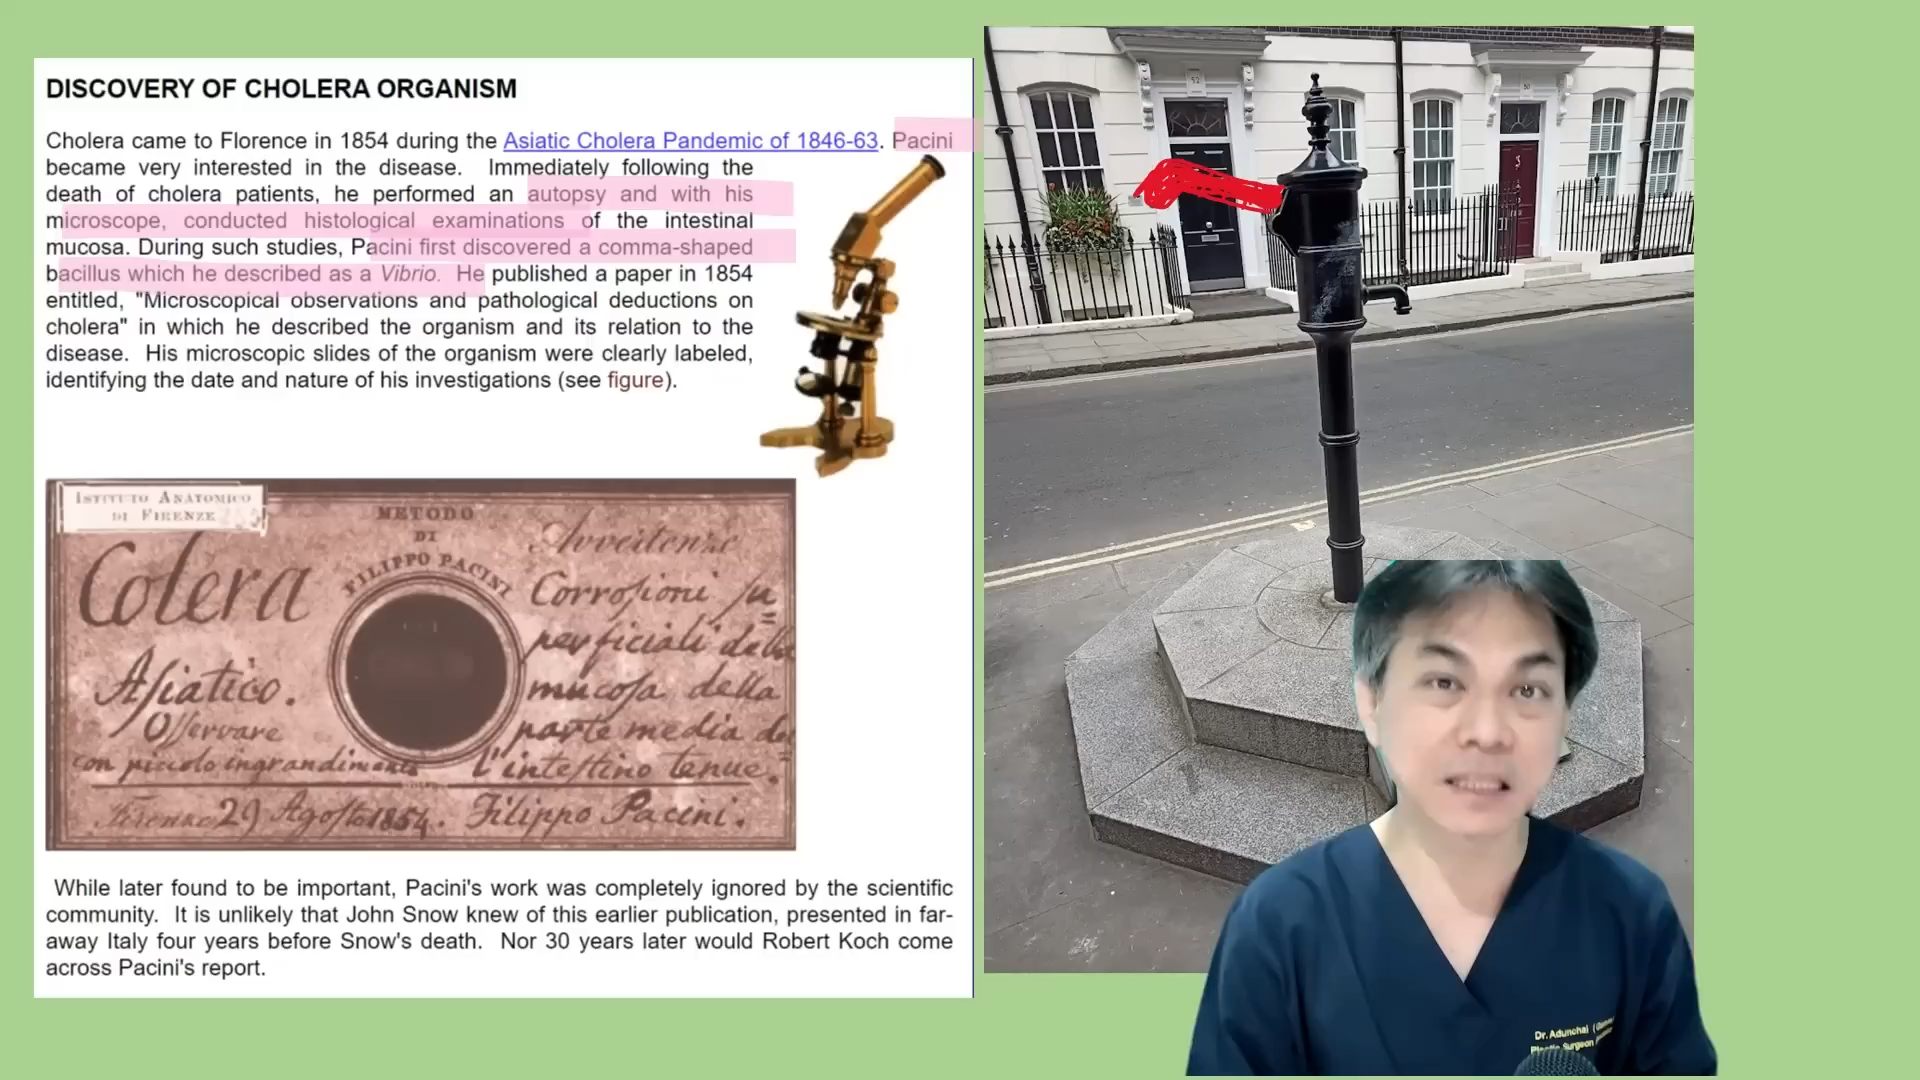 DISCOVERY OF CHOLERA ORGANISM
Cholera came to Florence in 1854 during the Asiatic Cholera Pandemic of 1846-63. Pacini
became very interested in the disease. Immediately following the
death of cholera patients, he performed an autopsy and with his
microscope, conducted histological examinations of the intestinal
mucosa. During such studies, Pacini first discovered a comma-shaped
bacillus which he described as a Vibrio. He published a paper in 1854
entitled, "Microscopical observations and pathological deductions on
cholera" in which he described the organism and its relation to the
disease. His microscopic slides of the organism were clearly labeled,
identifying the date and nature of his investigations (see figure).
ISTITUTO ANATOMICO
DI FIRENZE
METODO
DI
FILIPPO PACINI
Colera
Asiatico.
Osservare
con piccolo ingrandimento
Avvertenze
Corrosioni su
perficiali della
mucosa della
parte media del
l'intestino tenue.
Firenze 29 Agosto 1854. Filippo Pacini.
While later found to be important, Pacini's work was completely ignored by the scientific
community. It is unlikely that John Snow knew of this earlier publication, presented in far-
away Italy four years before Snow's death. Nor 30 years later would Robert Koch come
across Pacini's report.
52
Dr. Adunchai
Plastic Surgeon